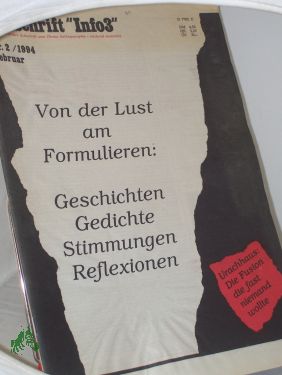 schrift "Info3"
r. 2 / 1994
ebruar
Von der Lust
am
Formulieren:
Geschichten
Gedichte
Stimmungen
Reflexionen
Urachhaus:
Die Fusion
die fast
niemand
wollte